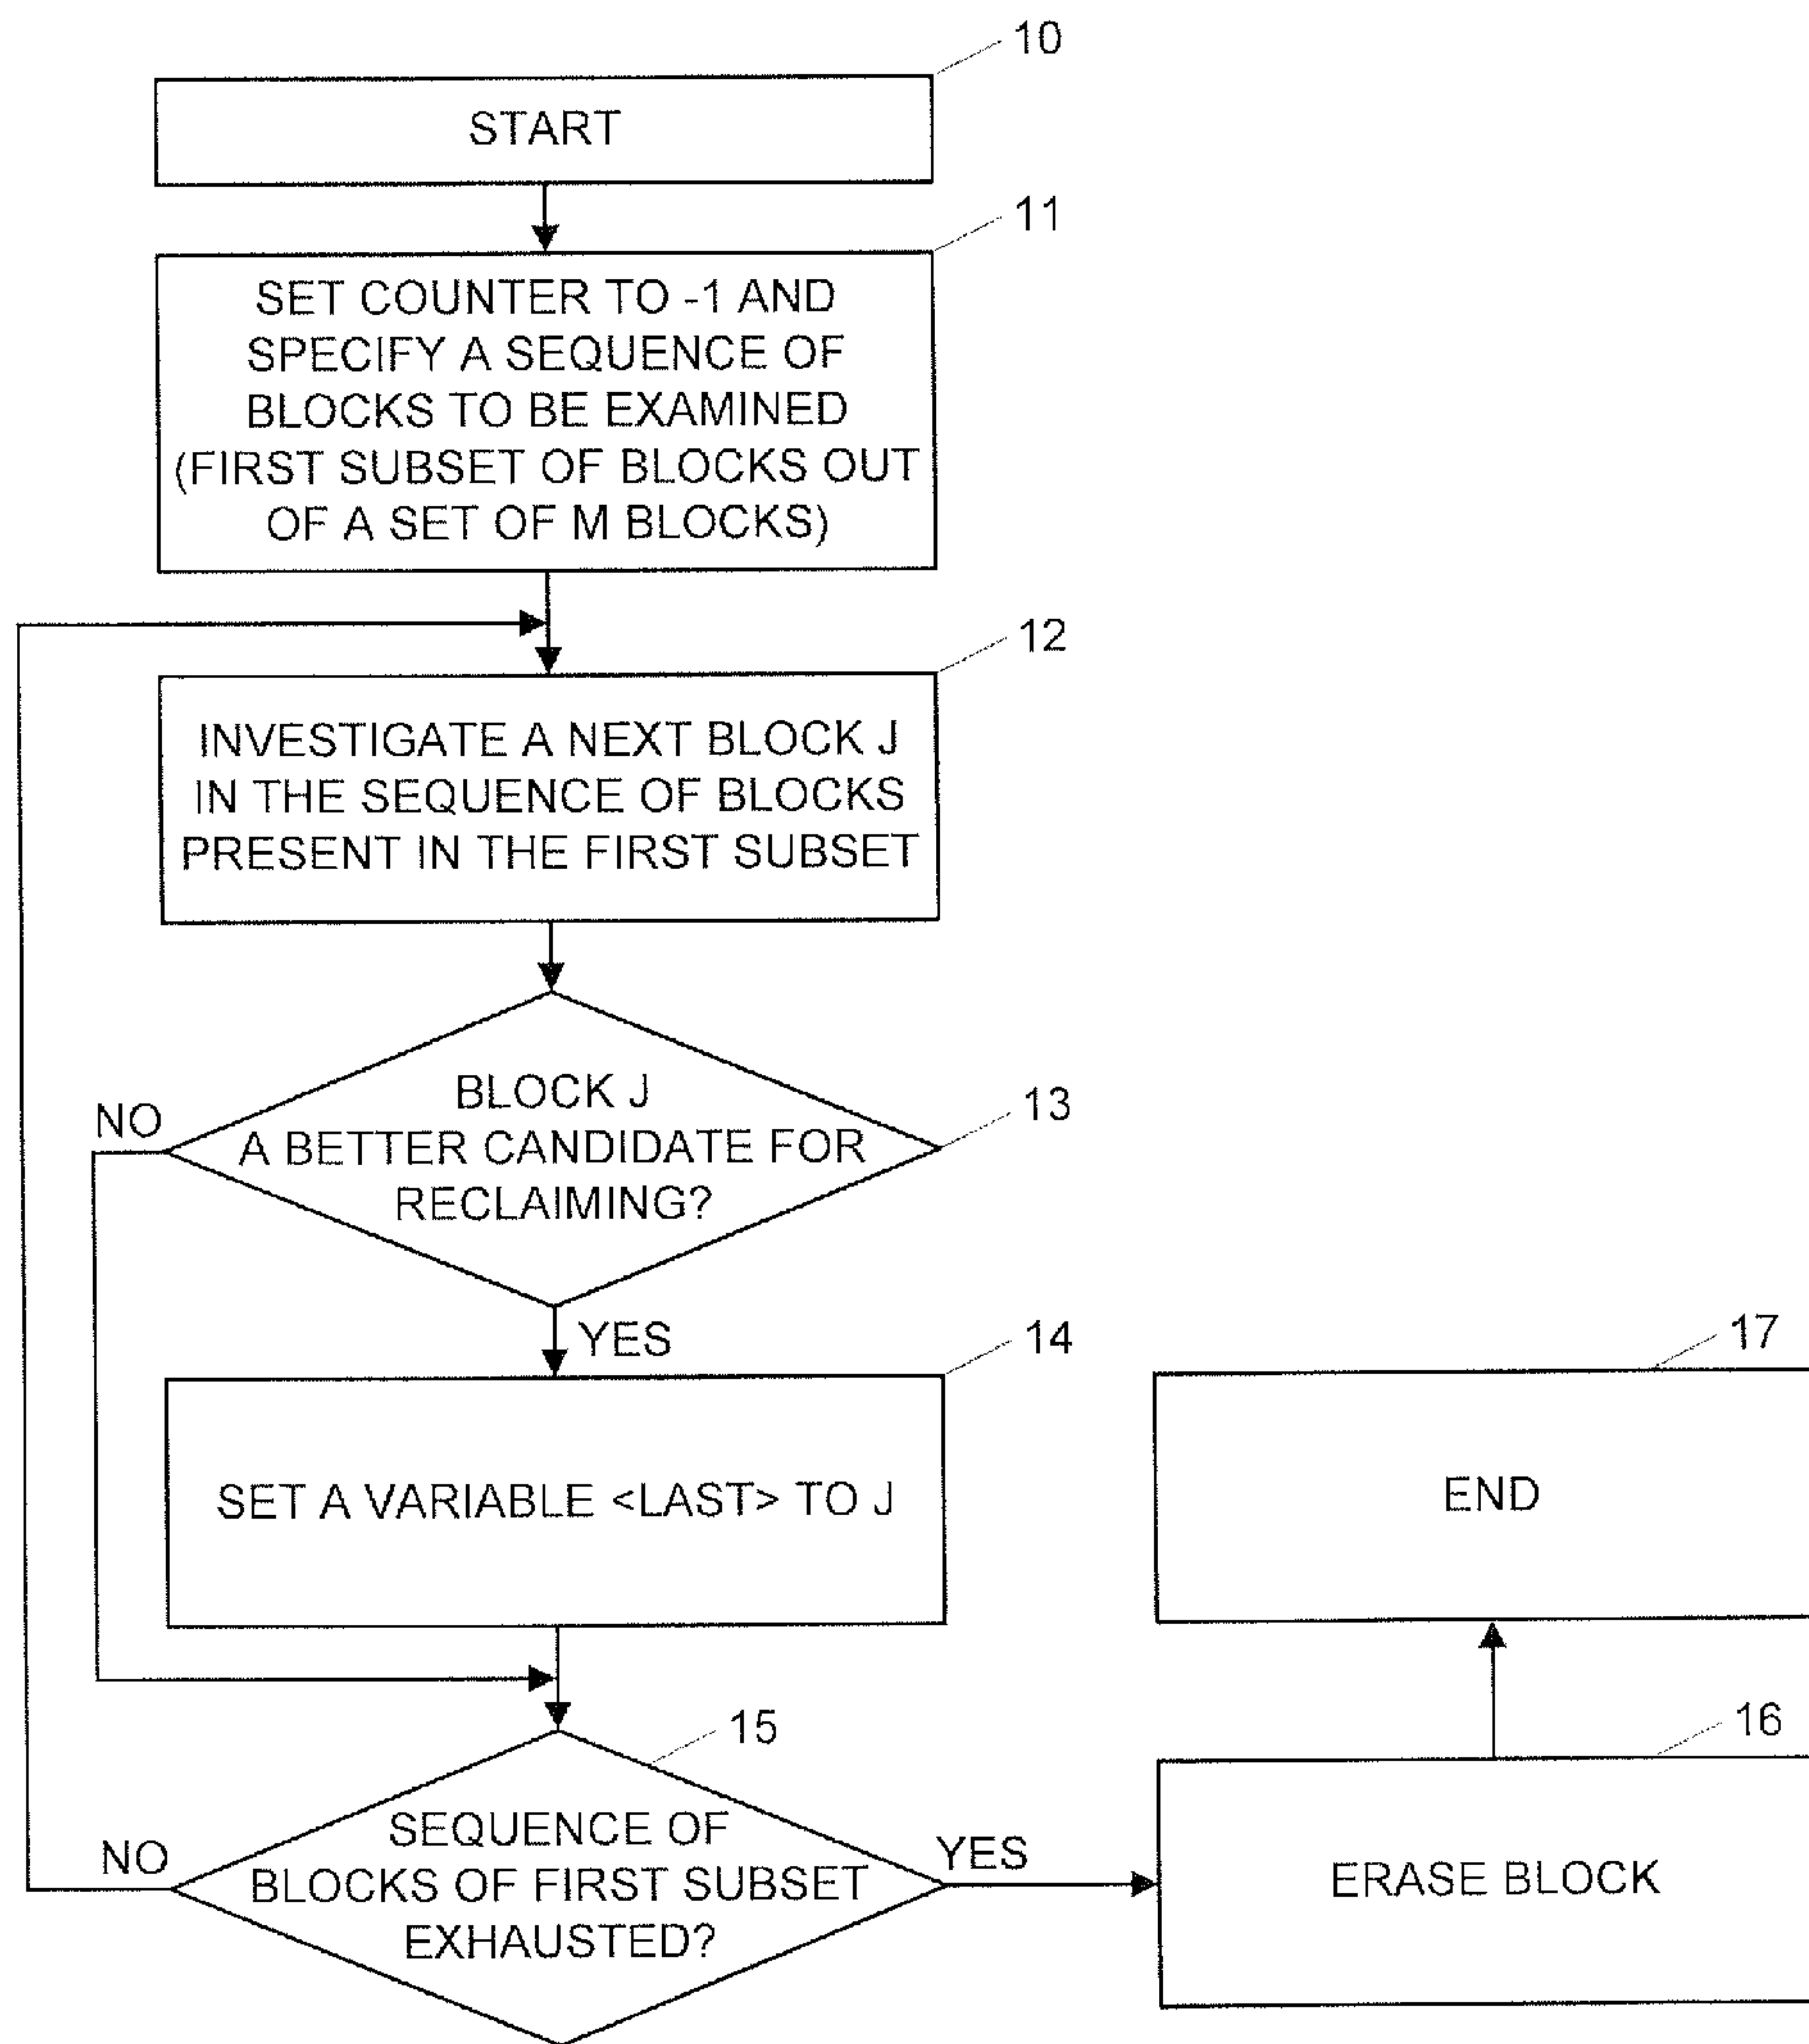 10
START
11
SET COUNTER TO -1 AND
SPECIFY A SEQUENCE OF
BLOCKS TO BE EXAMINED
(FIRST SUBSET OF BLOCKS OUT
OF A SET OF M BLOCKS)
12
INVESTIGATE A NEXT BLOCK J
IN THE SEQUENCE OF BLOCKS
PRESENT IN THE FIRST SUBSET
13
BLOCK J
A BETTER CANDIDATE FOR
RECLAIMING?
NO
YES
14
SET A VARIABLE <LAST> TO J
15
SEQUENCE OF
BLOCKS OF FIRST SUBSET
EXHAUSTED?
NO
YES
16
ERASE BLOCK
17
END